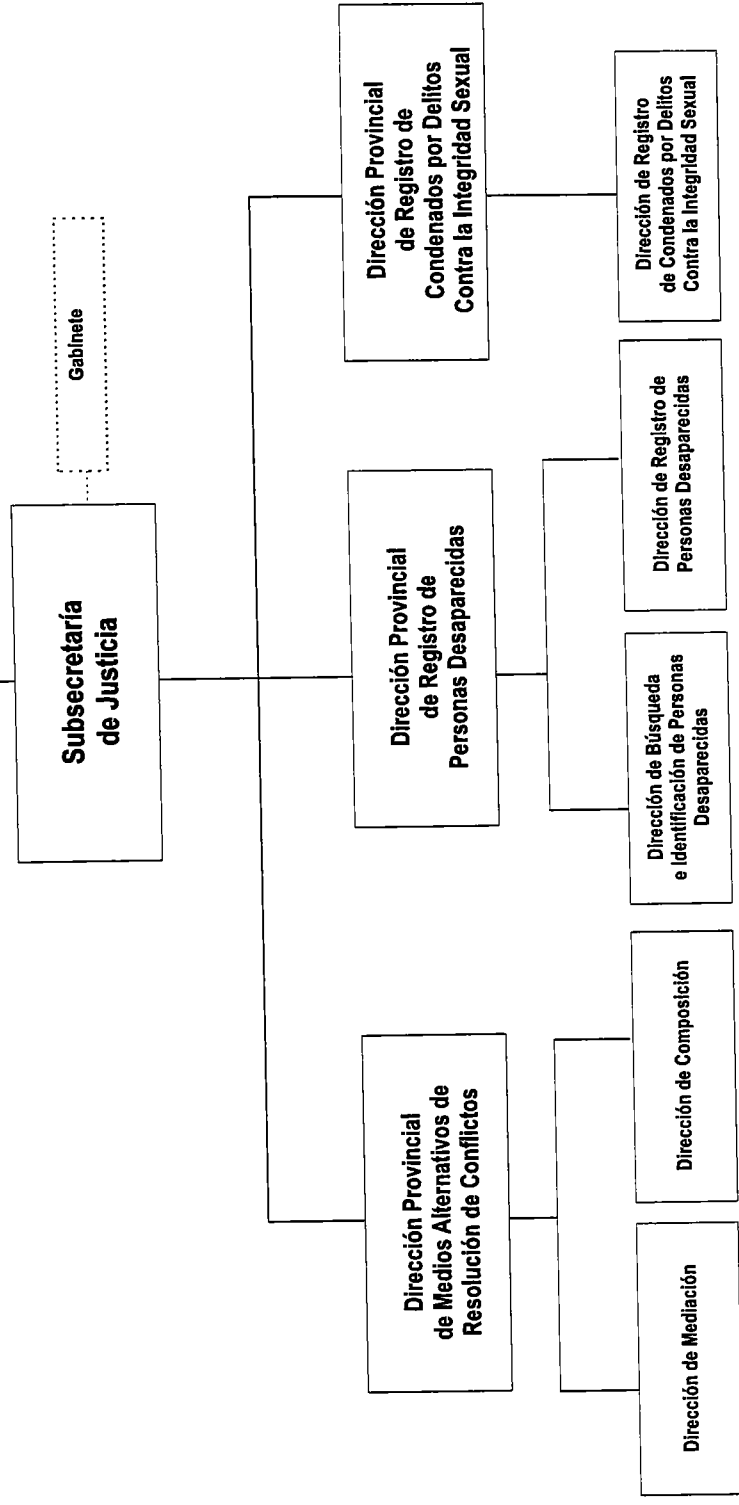 Subsecretaría
de Justicia
Gabinete
Dirección Provincial
de Medios Alternativos de
Resolución de Conflictos
Dirección Provincial
de Registro de
Personas Desaparecidas
Dirección Provincial
de Registro de
Condenados por Delitos
Contra la Integridad Sexual
Dirección de Mediación
Dirección de Composición
Dirección de Búsqueda
e Identificación de Personas
Desaparecidas
Dirección de Registro de
Personas Desaparecidas
Dirección de Registro
de Condenados por Delitos
Contra la Integridad Sexual